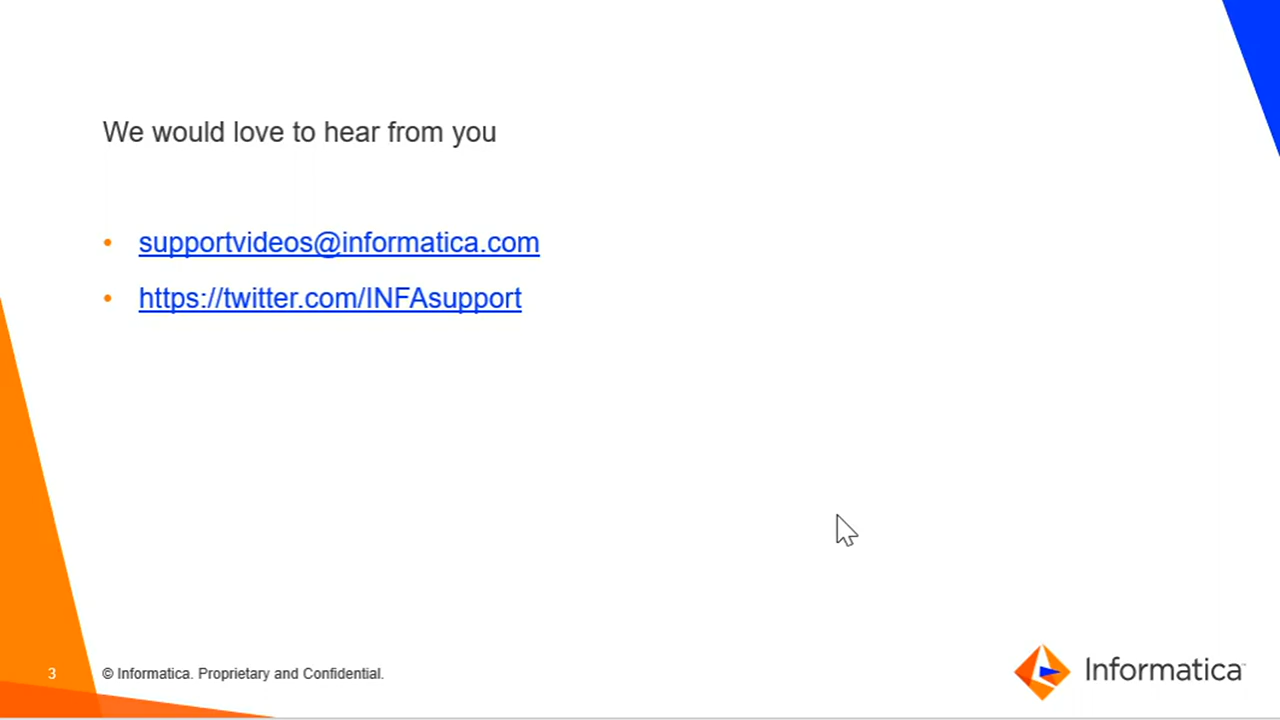 We would love to hear from you
• supportvideos@informatica.com
• https://twitter.com/INFAsupport
3 © Informatica. Proprietary and Confidential.
Informatica™